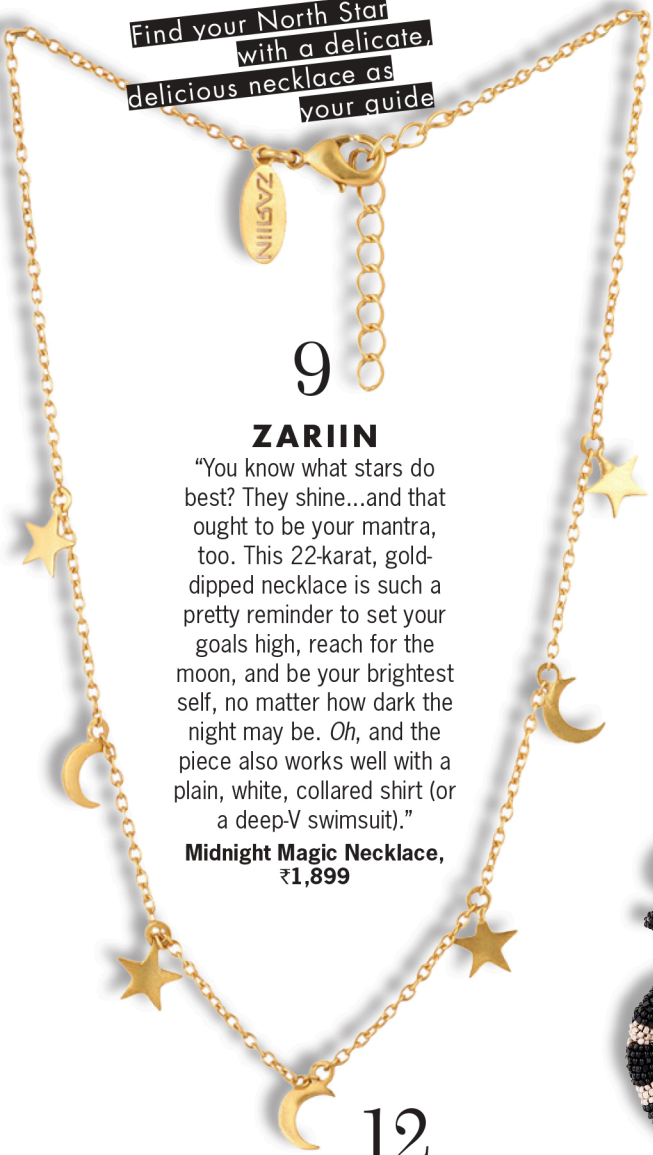 Find your North Star
with a delicate,
delicious necklace as
your guide
ZARIIN
9
ZARIIN
“You know what stars do
best? They shine...and that
ought to be your mantra,
too. This 22-karat, gold-
dipped necklace is such a
pretty reminder to set your
goals high, reach for the
moon, and be your brightest
self, no matter how dark the
night may be. Oh, and the
piece also works well with a
plain, white, collared shirt (or
a deep-V swimsuit).”
Midnight Magic Necklace,
₹1,899
12